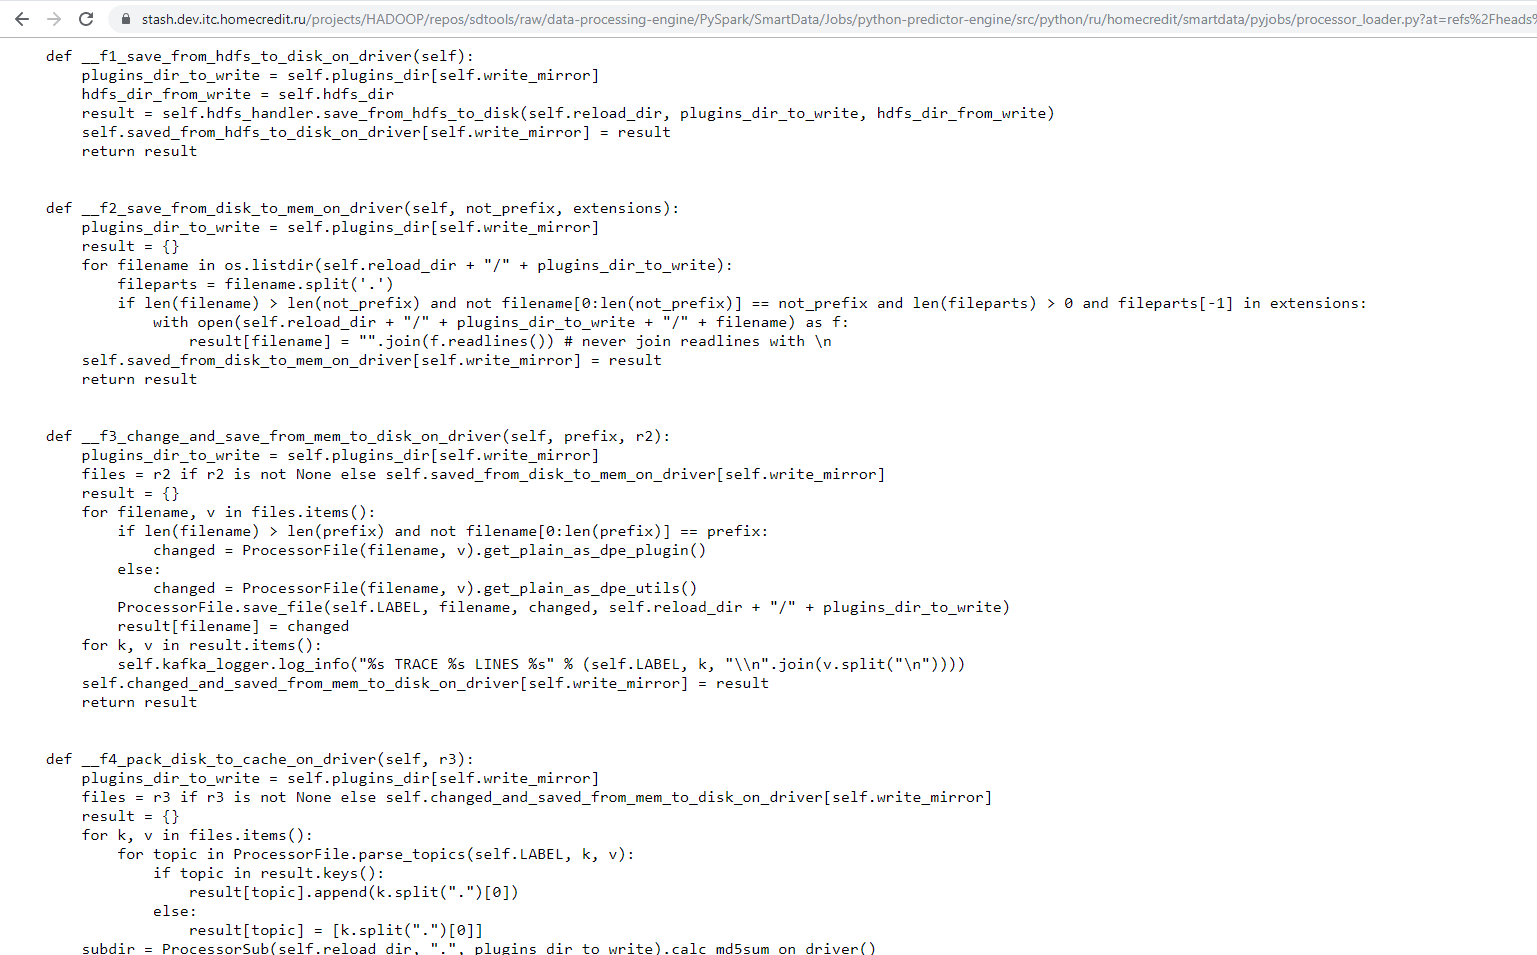 stash.dev.itc.homecredit.ru/projects/HADOOP/repos/sdtools/raw/data-processing-engine/PySpark/SmartData/Jobs/python-predictor-engine/src/python/ru/homecredit/smartdata/pyjobs/processor_loader.py?at=refs%2Fheads%
def __f1_save_from_hdfs_to_disk_on_driver(self):
    plugins_dir_to_write = self.plugins_dir[self.write_mirror]
    hdfs_dir_from_write = self.hdfs_dir
    result = self.hdfs_handler.save_from_hdfs_to_disk(self.reload_dir, plugins_dir_to_write, hdfs_dir_from_write)
    self.saved_from_hdfs_to_disk_on_driver[self.write_mirror] = result
    return result
def __f2_save_from_disk_to_mem_on_driver(self, not_prefix, extensions):
    plugins_dir_to_write = self.plugins_dir[self.write_mirror]
    result = {}
    for filename in os.listdir(self.reload_dir + "/" + plugins_dir_to_write):
        fileparts = filename.split('.')
        if len(filename) > len(not_prefix) and not filename[0:len(not_prefix)] == not_prefix and len(fileparts) > 0 and fileparts[-1] in extensions:
            with open(self.reload_dir + "/" + plugins_dir_to_write + "/" + filename) as f:
                result[filename] = "".join(f.readlines()) # never join readlines with \n
    self.saved_from_disk_to_mem_on_driver[self.write_mirror] = result
    return result
def __f3_change_and_save_from_mem_to_disk_on_driver(self, prefix, r2):
    plugins_dir_to_write = self.plugins_dir[self.write_mirror]
    files = r2 if r2 is not None else self.saved_from_disk_to_mem_on_driver[self.write_mirror]
    result = {}
    for filename, v in files.items():
        if len(filename) > len(prefix) and not filename[0:len(prefix)] == prefix:
            changed = ProcessorFile(filename, v).get_plain_as_dpe_plugin()
        else:
            changed = ProcessorFile(filename, v).get_plain_as_dpe_utils()
        ProcessorFile.save_file(self.LABEL, filename, changed, self.reload_dir + "/" + plugins_dir_to_write)
        result[filename] = changed
    for k, v in result.items():
        self.kafka_logger.log_info("%s TRACE %s LINES %s" % (self.LABEL, k, "\\n".join(v.split("\n"))))
    self.changed_and_saved_from_mem_to_disk_on_driver[self.write_mirror] = result
    return result
def __f4_pack_disk_to_cache_on_driver(self, r3):
    plugins_dir_to_write = self.plugins_dir[self.write_mirror]
    files = r3 if r3 is not None else self.changed_and_saved_from_mem_to_disk_on_driver[self.write_mirror]
    result = {}
    for k, v in files.items():
        for topic in ProcessorFile.parse_topics(self.LABEL, k, v):
            if topic in result.keys():
                result[topic].append(k.split(".")[0])
            else:
                result[topic] = [k.split(".")[0]]
    subdir = ProcessorSub(self.reload_dir, ".", plugins_dir_to_write).calc_md5sum_on_driver()